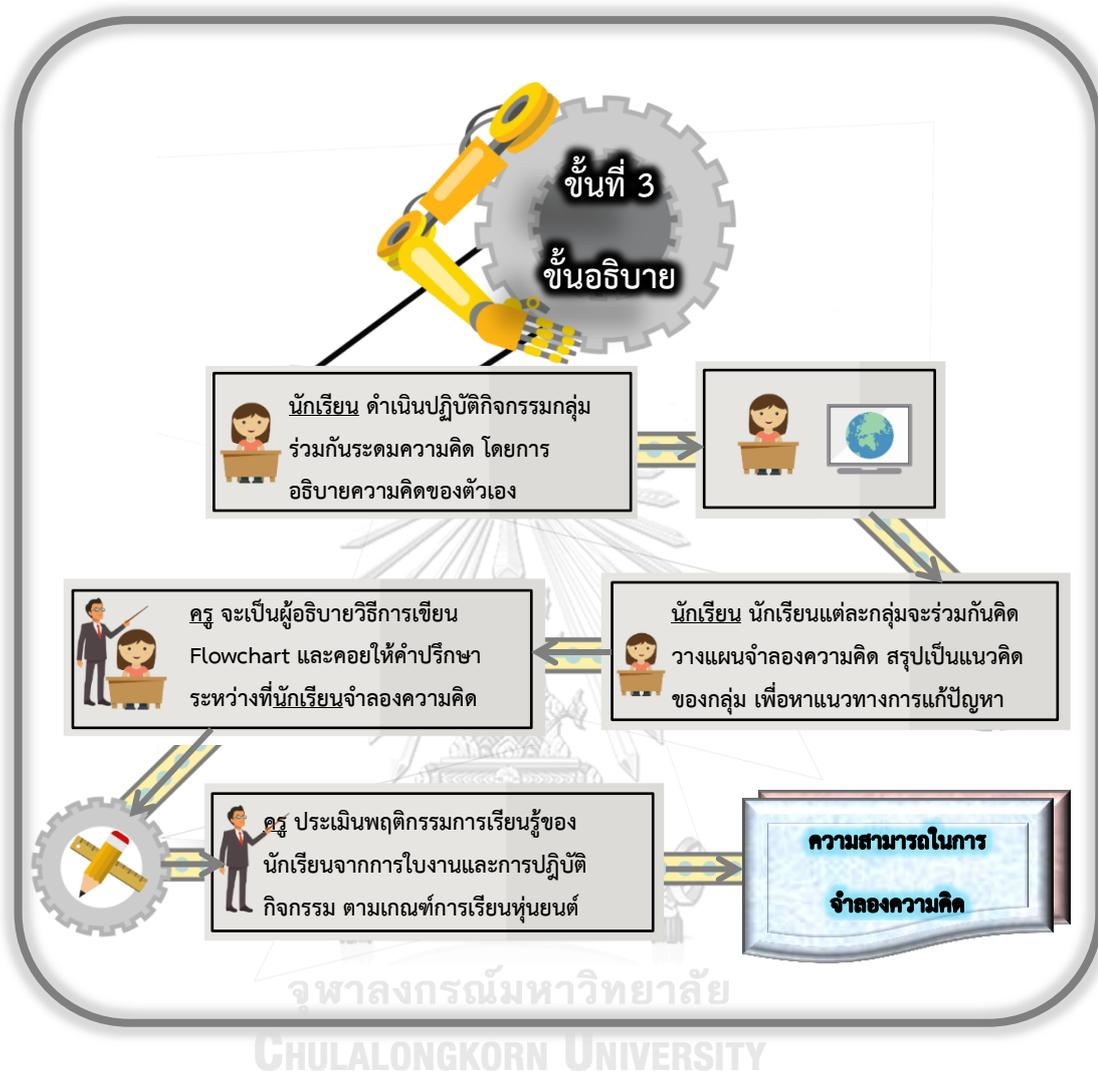 ขั้นที่ 3
ขั้นอธิบาย
นักเรียน ดำเนินปฏิบัติกิจกรรมกลุ่ม
ร่วมกันระดมความคิด โดยการ
อธิบายความคิดของตัวเอง
นักเรียน นักเรียนแต่ละกลุ่มจะร่วมกันคิด
วางแผนจำลองความคิด สรุปเป็นแนวคิด
ของกลุ่ม เพื่อหาแนวทางการแก้ปัญหา
ครู จะเป็นผู้อธิบายวิธีการเขียน
Flowchart และคอยให้คำปรึกษา
ระหว่างที่นักเรียนจำลองความคิด
ครู ประเมินพฤติกรรมการเรียนรู้ของ
นักเรียนจากการใบงานและการปฏิบัติ
กิจกรรม ตามเกณฑ์การเรียนหุ่นยนต์
ความสามารถในการ
จำลองความคิด
จุฬาลงกรณ์มหาวิทยาลัย
CHULALONGKORN UNIVERSITY